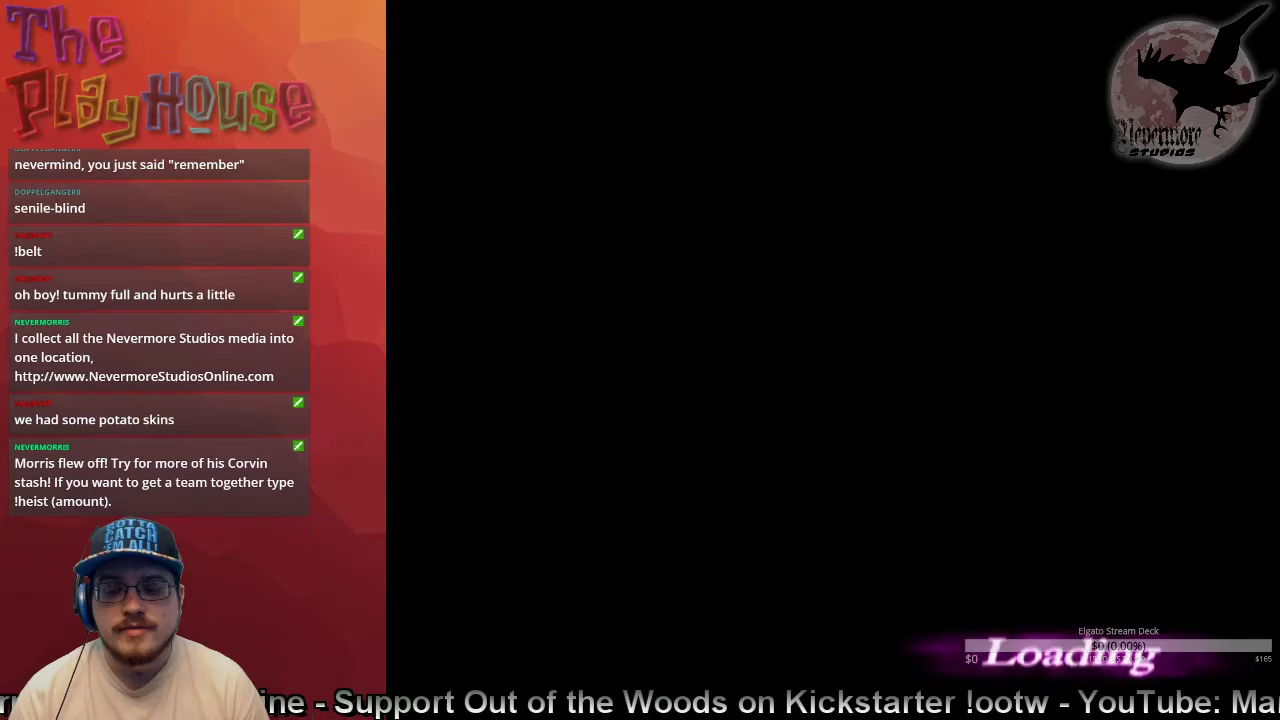 The
PlayHouse
nevermind, you just said "remember"
DOPPELGANGER0
senile-blind
!belt
oh boy! tummy full and hurts a little
NEVERMORRIS
I collect all the Nevermore Studios media into
one location,
http://www.NevermoreStudiosOnline.com
we had some potato skins
NEVERMORRIS
Morris flew off! Try for more of his Corvin
stash! If you want to get a team together type
!heist (amount).
GOTTA
CATCH
'EM ALL!
Nevermore
STUDIOS
Elgato Stream Deck
$0 (0.00%)
$0
$165
Loading
ine - Support Out of the Woods on Kickstarter !ootw - YouTube: Mar